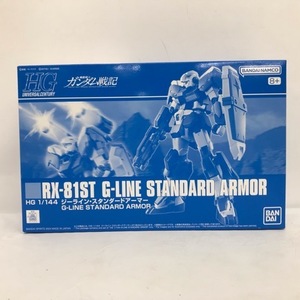 HG
UNIVERSAL CENTURY
ガンダム戦記
BANDAI NAMCO
8+
RX-81ST G-LINE STANDARD ARMOR
HG 1/144 ジーライン・スタンダードアーマー
G-LINE STANDARD ARMOR
BANDAI